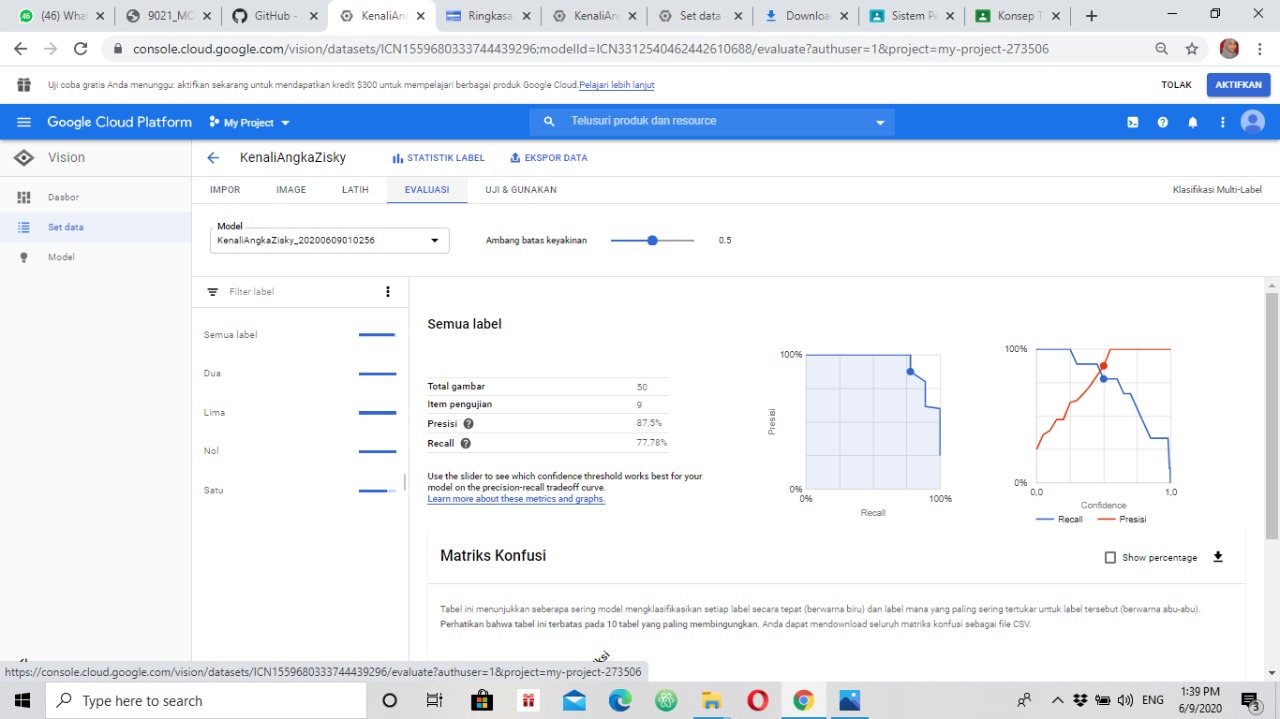 (46) What
9021_MC
GitHub -
KenaliAng
Ringkasa
KenaliAn
Set data
Downloa
Sistem Pe
Konsep T
console.cloud.google.com/vision/datasets/ICN1559680333744439296;modelId=ICN3312540462442610688/evaluate?authuser=1&project=my-project-273506
Uji coba gratis Anda menunggu: aktifkan sekarang untuk mendapatkan kredit $300 untuk mempelajari berbagai produk Google Cloud. Pelajari lebih lanjut
TOLAK
AKTIFKAN
Google Cloud Platform
My Project
Telusuri produk dan resource
Vision
KenaliAngkaZisky
STATISTIK LABEL
EKSPOR DATA
Dasbor
Set data
Model
IMPOR
IMAGE
LATIH
EVALUASI
UJI & GUNAKAN
Klasifikasi Multi-Label
Model
KenaliAngkaZisky_20200609010256
Ambang batas keyakinan
0.5
Filter label
Semua label
Dua
Lima
Nol
Satu
Semua label
Total gambar 50
Item pengujian 9
Presisi 87,5%
Recall 77,78%
Use the slider to see which confidence threshold works best for your
model on the precision-recall tradeoff curve.
Learn more about these metrics and graphs.
100%
Presisi
0%
0%
100%
Recall
100%
0%
0,0
1,0
Confidence
Recall
Presisi
Matriks Konfusi
Show percentage
Tabel ini menunjukkan seberapa sering model mengklasifikasikan setiap label secara tepat (berwarna biru) dan label mana yang paling sering tertukar untuk label tersebut (berwarna abu-abu).
Perhatikan bahwa tabel ini terbatas pada 10 tabel yang paling membingungkan. Anda dapat mendownload seluruh matriks konfusi sebagai file CSV.
https://console.cloud.google.com/vision/datasets/ICN1559680333744439296/evaluate?authuser=1&project=my-project-273506
Type here to search
ENG
1:39 PM
6/9/2020
3